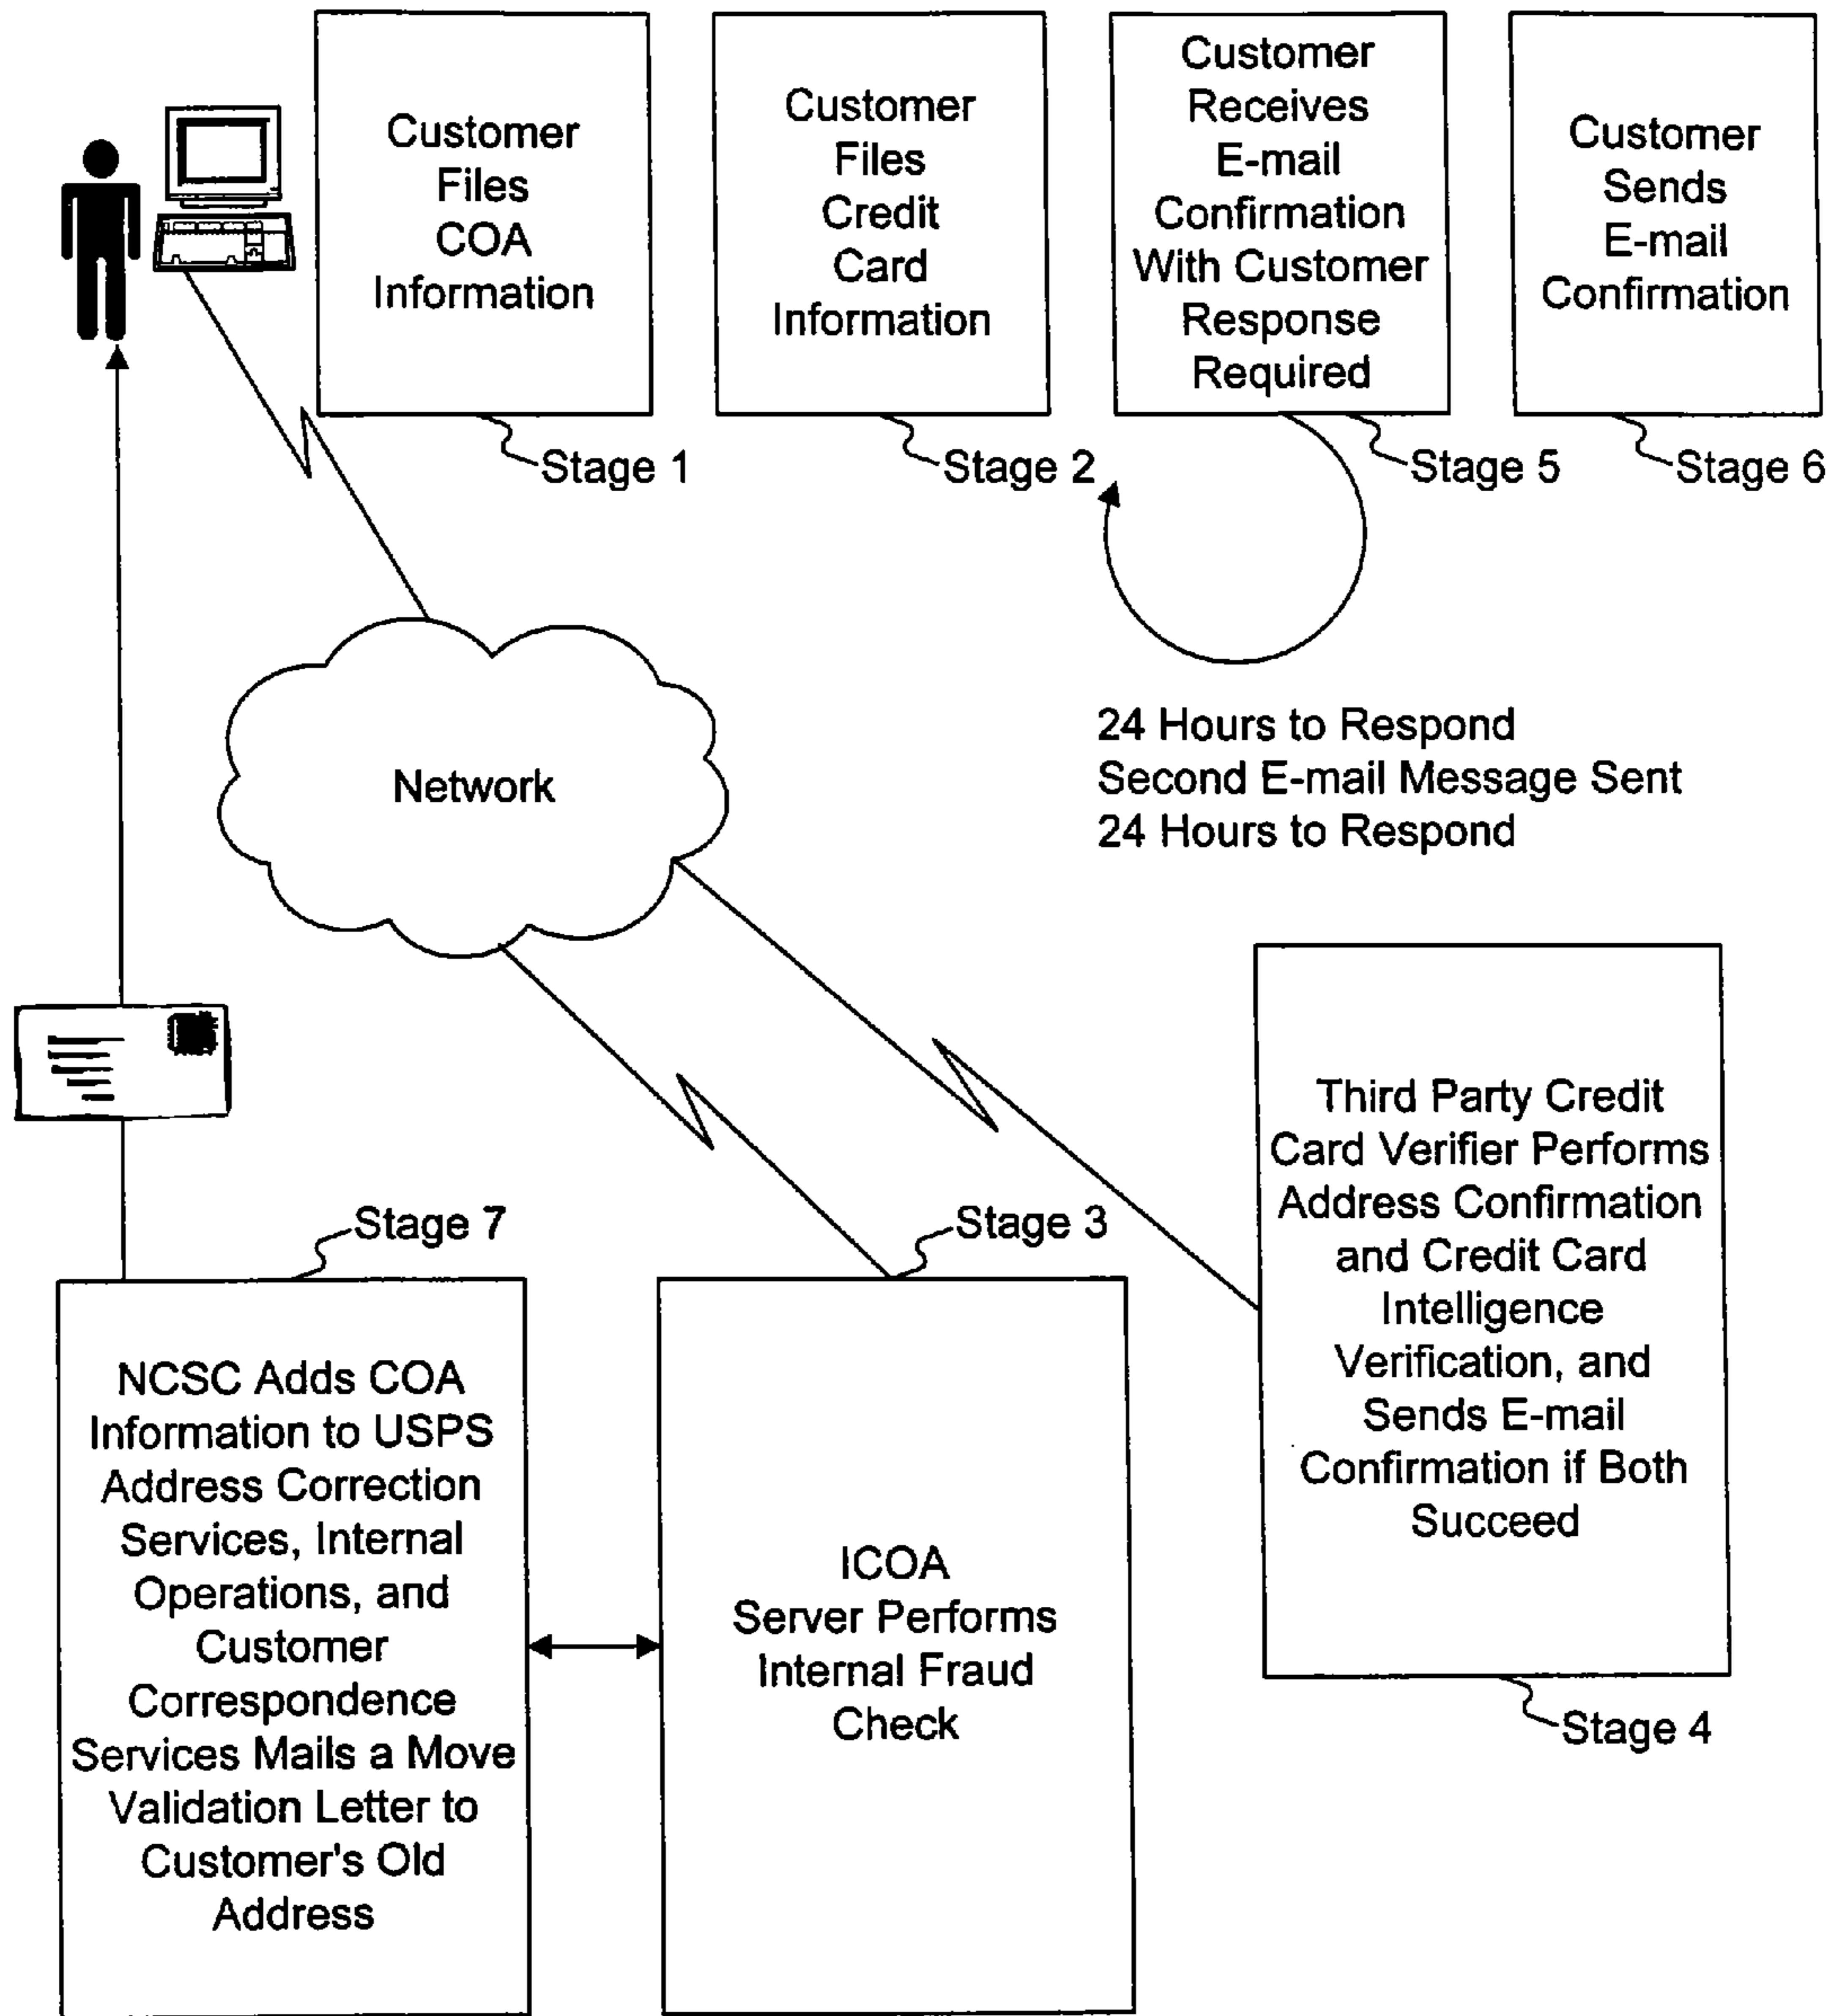 Customer
Files
COA
Information
Stage 1
Customer
Files
Credit
Card
Information
Stage 2
Customer
Receives
E-mail
Confirmation
With Customer
Response
Required
Stage 5
Customer
Sends
E-mail
Confirmation
Stage 6
Network
24 Hours to Respond
Second E-mail Message Sent
24 Hours to Respond
Stage 7
NCSC Adds COA
Information to USPS
Address Correction
Services, Internal
Operations, and
Customer
Correspondence
Services Mails a Move
Validation Letter to
Customer's Old
Address
Stage 3
ICOA
Server Performs
Internal Fraud
Check
Third Party Credit
Card Verifier Performs
Address Confirmation
and Credit Card
Intelligence
Verification, and
Sends E-mail
Confirmation if Both
Succeed
Stage 4